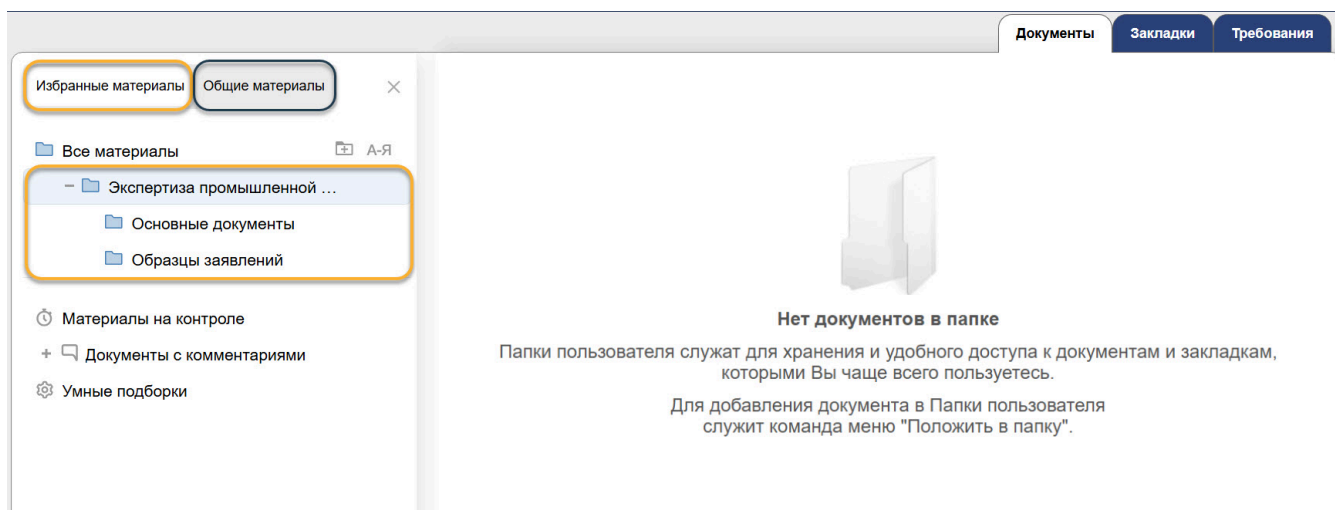 Документы Закладки Требования
Избранные материалы Общие материалы
Все материалы А-Я
Экспертиза промышленной …
Основные документы
Образцы заявлений
Материалы на контроле
Документы с комментариями
Умные подборки
Нет документов в папке
Папки пользователя служат для хранения и удобного доступа к документам и закладкам,
которыми Вы чаще всего пользуетесь.
Для добавления документа в Папки пользователя
служит команда меню "Положить в папку".